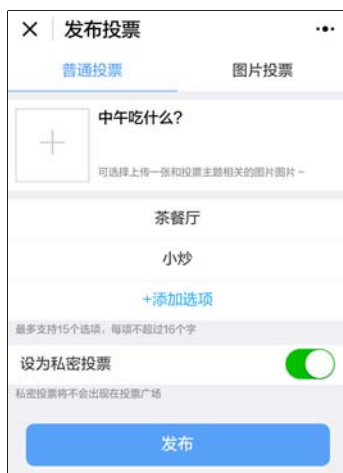 发布投票
普通投票 图片投票
中午吃什么？
可选择上传一张和投票主题相关的图片图片～
茶餐厅
小炒
+添加选项
最多支持15个选项，每项不超过16个字
设为私密投票
私密投票将不会出现在投票广场
发布